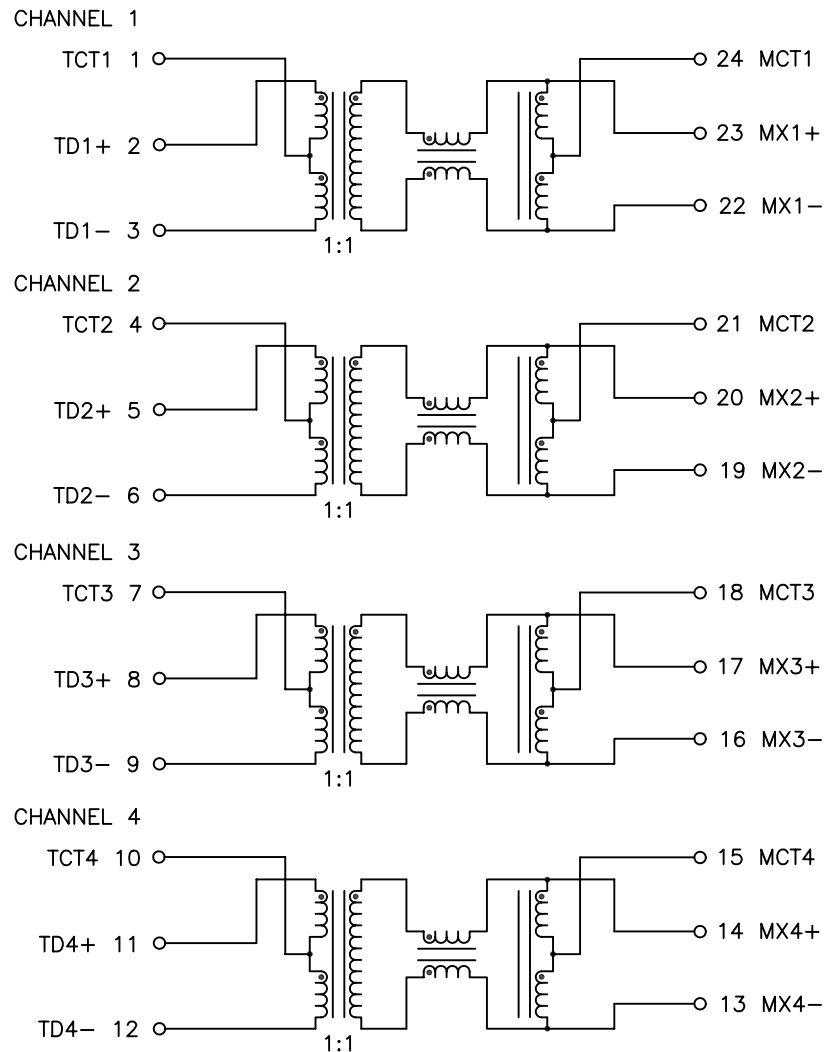 CHANNEL 1
TCT1 1 24 MCT1
TD1+ 2 23 MX1+
TD1− 3 22 MX1−
1:1
CHANNEL 2
TCT2 4 21 MCT2
TD2+ 5 20 MX2+
TD2− 6 19 MX2−
1:1
CHANNEL 3
TCT3 7 18 MCT3
TD3+ 8 17 MX3+
TD3− 9 16 MX3−
1:1
CHANNEL 4
TCT4 10 15 MCT4
TD4+ 11 14 MX4+
TD4− 12 13 MX4−
1:1